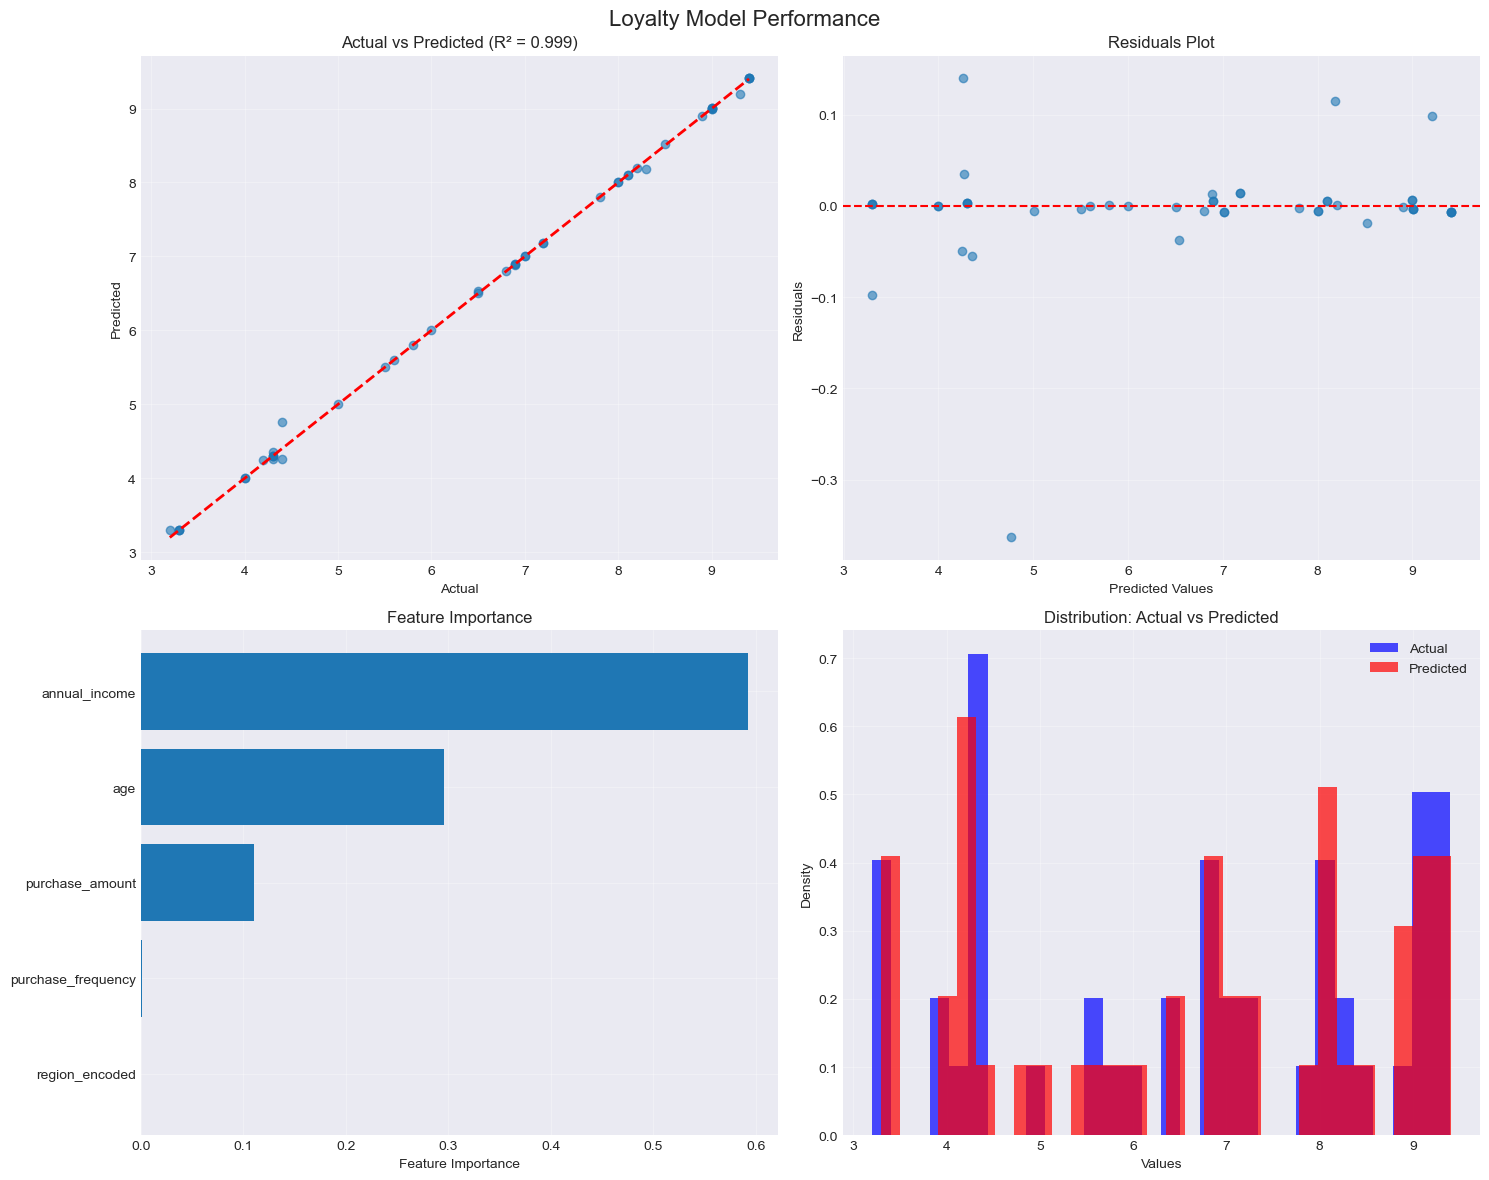 Loyalty Model Performance
Actual vs Predicted (R² = 0.999)
9
8
7
6
5
4
3
Predicted
3 4 5 6 7 8 9
Actual
Residuals Plot
0.1
0.0
−0.1
−0.2
−0.3
Residuals
3 4 5 6 7 8 9
Predicted Values
Feature Importance
annual_income
age
purchase_amount
purchase_frequency
region_encoded
0.0 0.1 0.2 0.3 0.4 0.5 0.6
Feature Importance
Distribution: Actual vs Predicted
Actual
Predicted
0.7
0.6
0.5
0.4
0.3
0.2
0.1
0.0
Density
3 4 5 6 7 8 9
Values